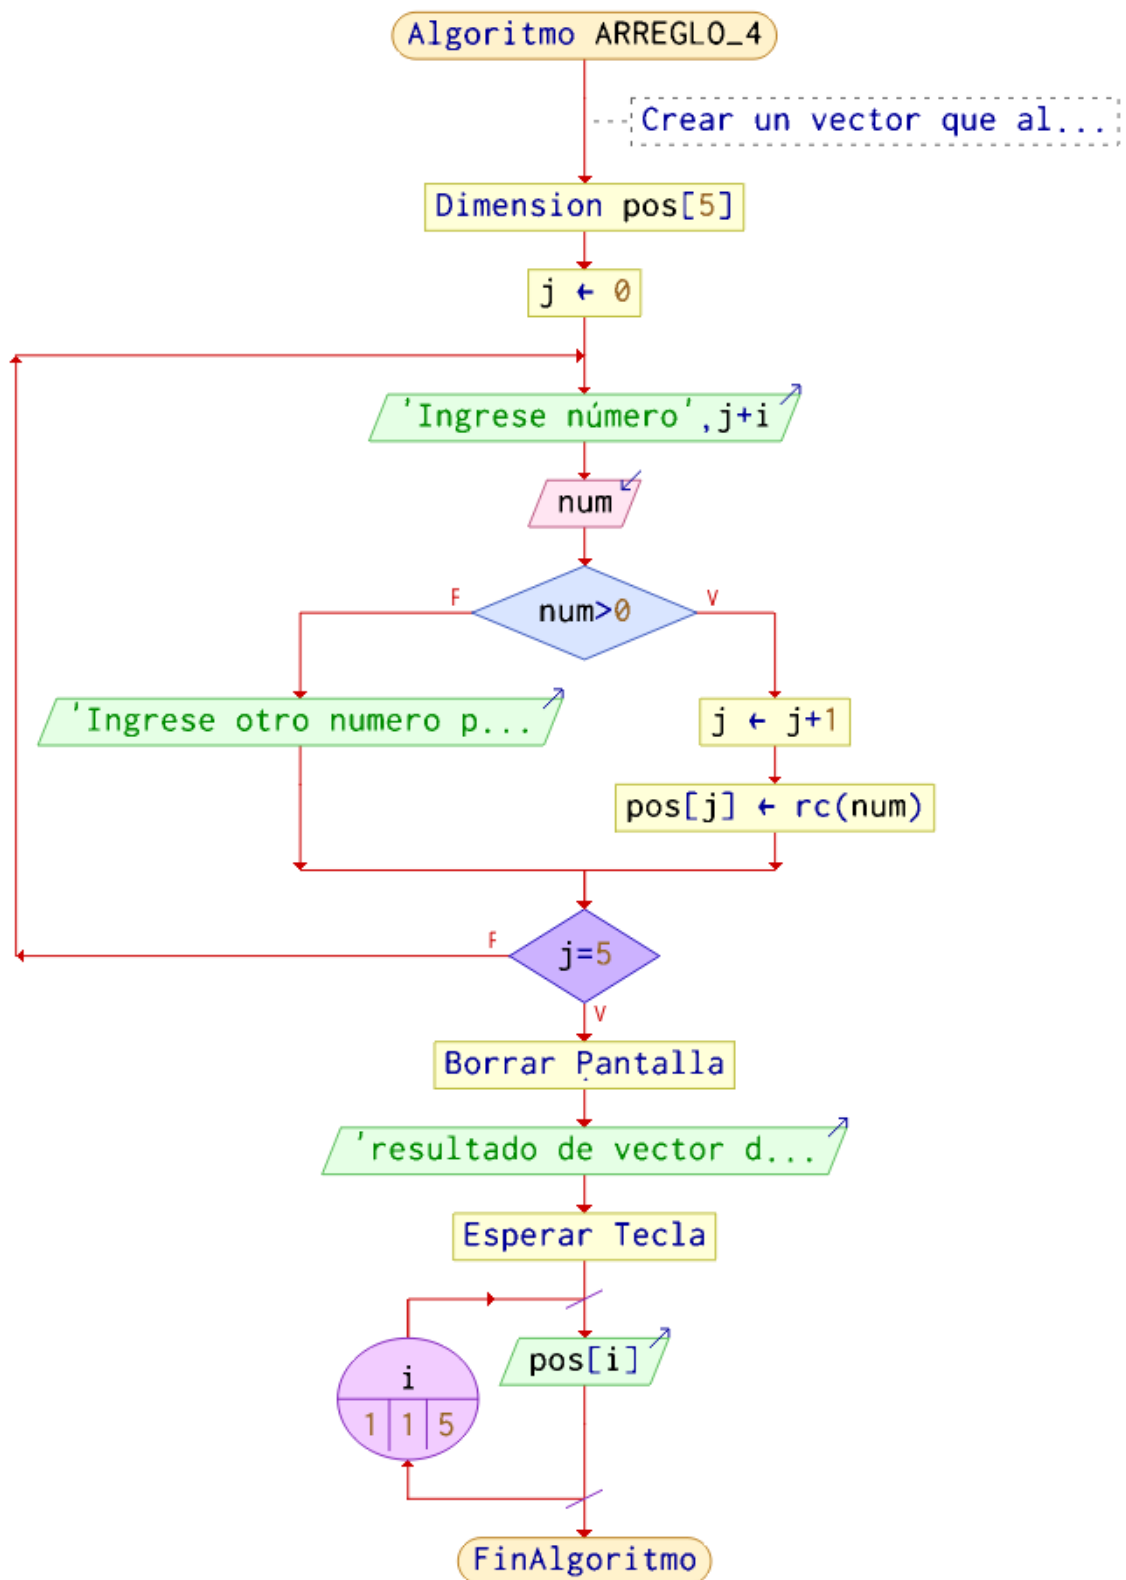 Algoritmo ARREGLO_4
Crear un vector que al...
Dimension pos[5]
j ← 0
'Ingrese número',j+i
num
num>0
F
V
'Ingrese otro numero p...
j ← j+1
pos[j] ← rc(num)
j=5
F
V
Borrar Pantalla
'resultado de vector d...
Esperar Tecla
i
1 1 5
pos[i]
FinAlgoritmo